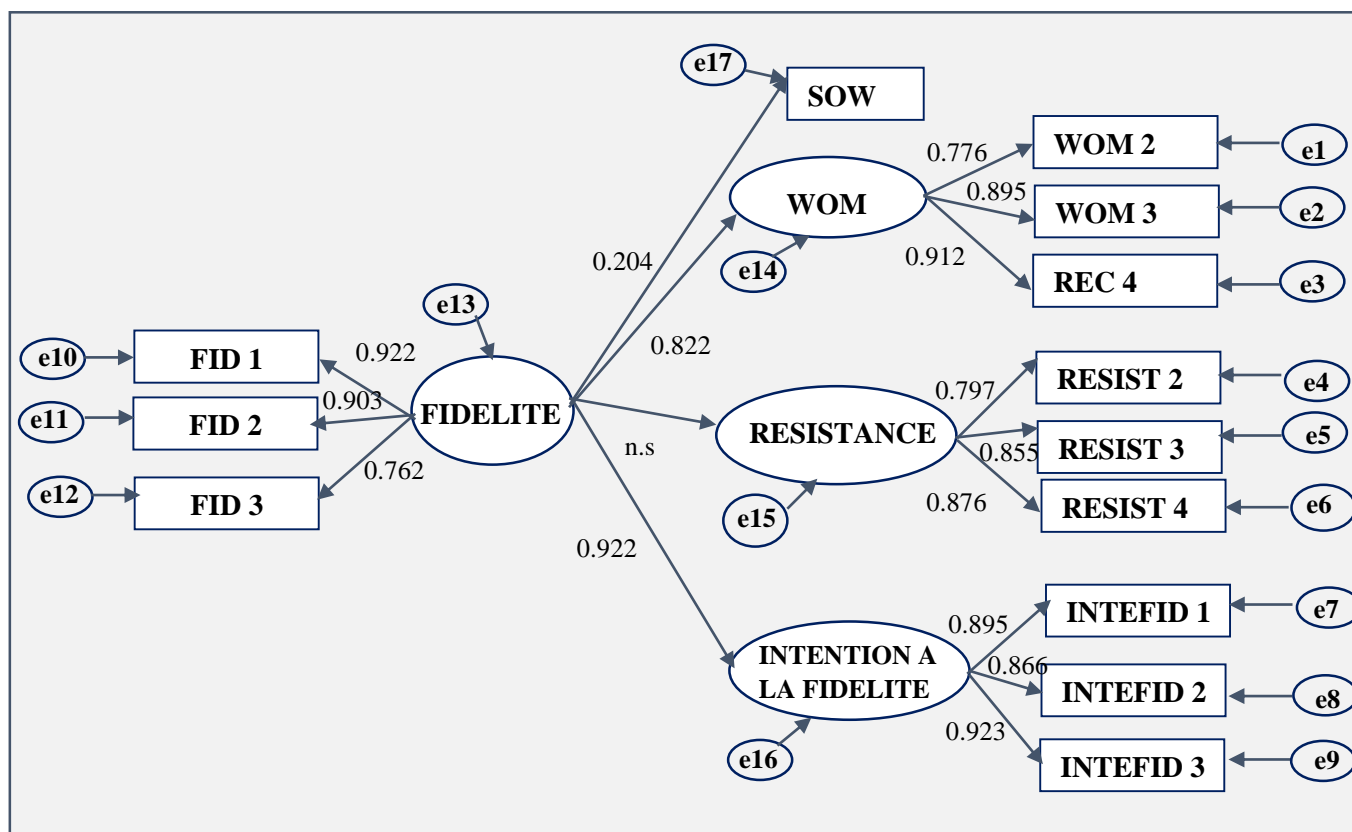 e17
SOW
WOM 2
e1
0.776
WOM
0.895
WOM 3
e2
0.204
e14
0.912
REC 4
e3
e13
0.822
e10
FID 1
0.922
RESIST 2
e4
0.797
e11
FID 2
0.903
FIDELITE
RESISTANCE
RESIST 3
e5
n.s
0.855
0.762
e12
FID 3
e15
0.876
RESIST 4
e6
0.922
INTEFID 1
e7
0.895
INTENTION A
LA FIDELITE
0.866
INTEFID 2
e8
0.923
e16
INTEFID 3
e9